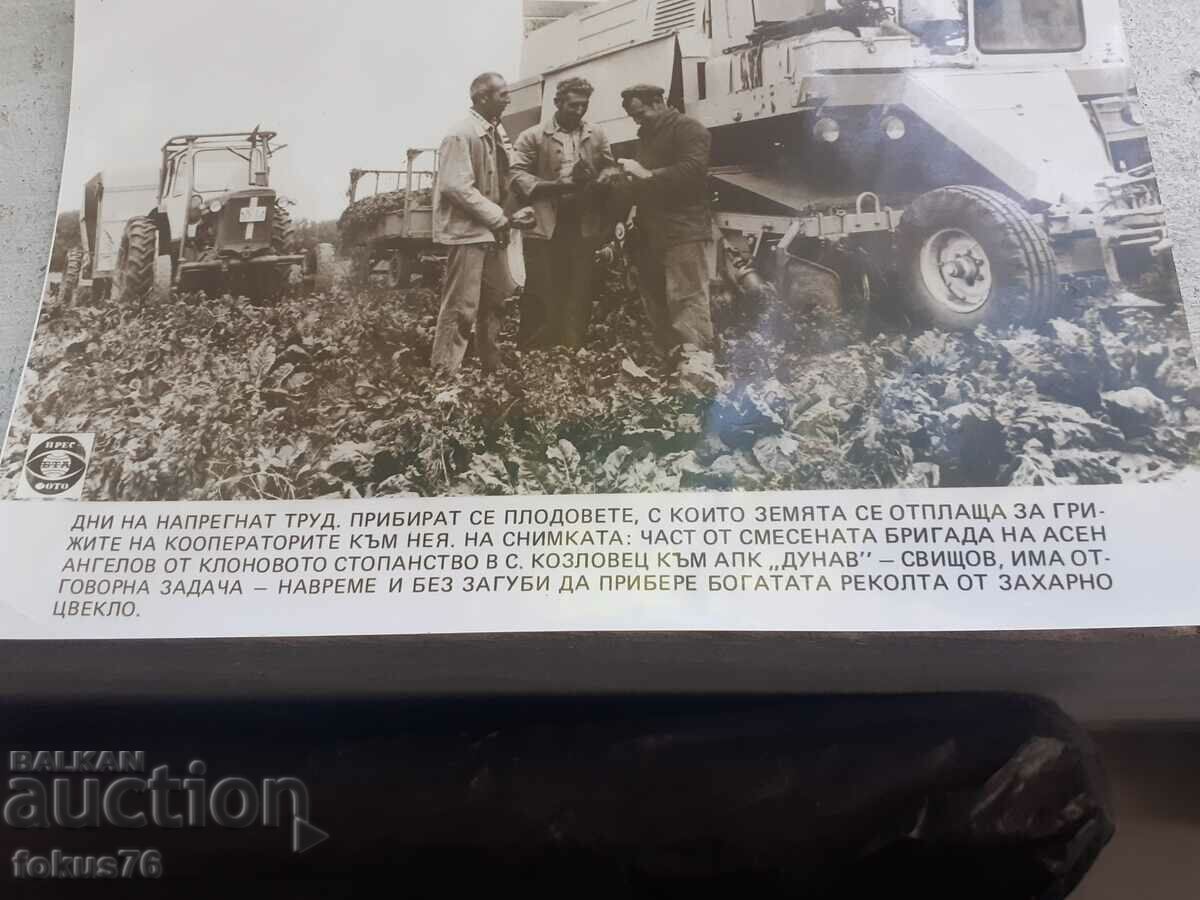 ПРЕС
БТА
ФОТО
ДНИ НА НАПРЕГНАТ ТРУД. ПРИБИРАТ СЕ ПЛОДОВЕТЕ, С КОИТО ЗЕМЯТА СЕ ОТПЛАЩА ЗА ГРИ-
ЖИТЕ НА КООПЕРАТОРИТЕ КЪМ НЕЯ. НА СНИМКАТА: ЧАСТ ОТ СМЕСЕНАТА БРИГАДА НА АСЕН
АНГЕЛОВ ОТ КЛОНОВОТО СТОПАНСТВО В С. КОЗЛОВЕЦ КЪМ АПК „ДУНАВ" – СВИЩОВ, ИМА ОТ-
ГОВОРНА ЗАДАЧА – НАВРЕМЕ И БЕЗ ЗАГУБИ ДА ПРИБЕРЕ БОГАТАТА РЕКОЛТА ОТ ЗАХАРНО
ЦВЕКЛО.
BALKAN
auction
fokus76